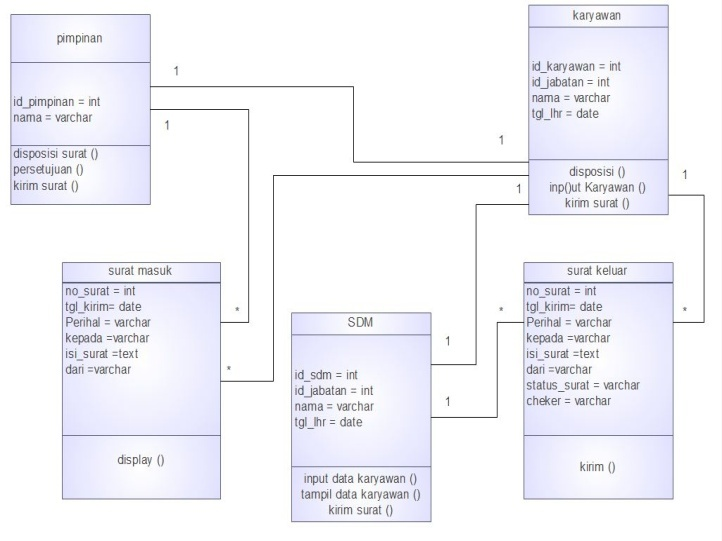 pimpinan
id_pimpinan = int
nama = varchar
disposisi surat ()
persetujuan ()
kirim surat ()
1
1
karyawan
id_karyawan = int
id_jabatan = int
nama = varchar
tgl_lhr = date
disposisi ()
inp()ut Karyawan ()
kirim surat ()
1
1
1
surat masuk
no_surat = int
tgl_kirim= date
Perihal = varchar
kepada =varchar
isi_surat =text
dari =varchar
display ()
*
*
SDM
id_sdm = int
id_jabatan = int
nama = varchar
tgl_lhr = date
input data karyawan ()
tampil data karyawan ()
kirim surat ()
1
1
surat keluar
no_surat = int
tgl_kirim= date
Perihal = varchar
kepada =varchar
isi_surat =text
dari =varchar
status_surat = varchar
cheker = varchar
kirim ()
*
*